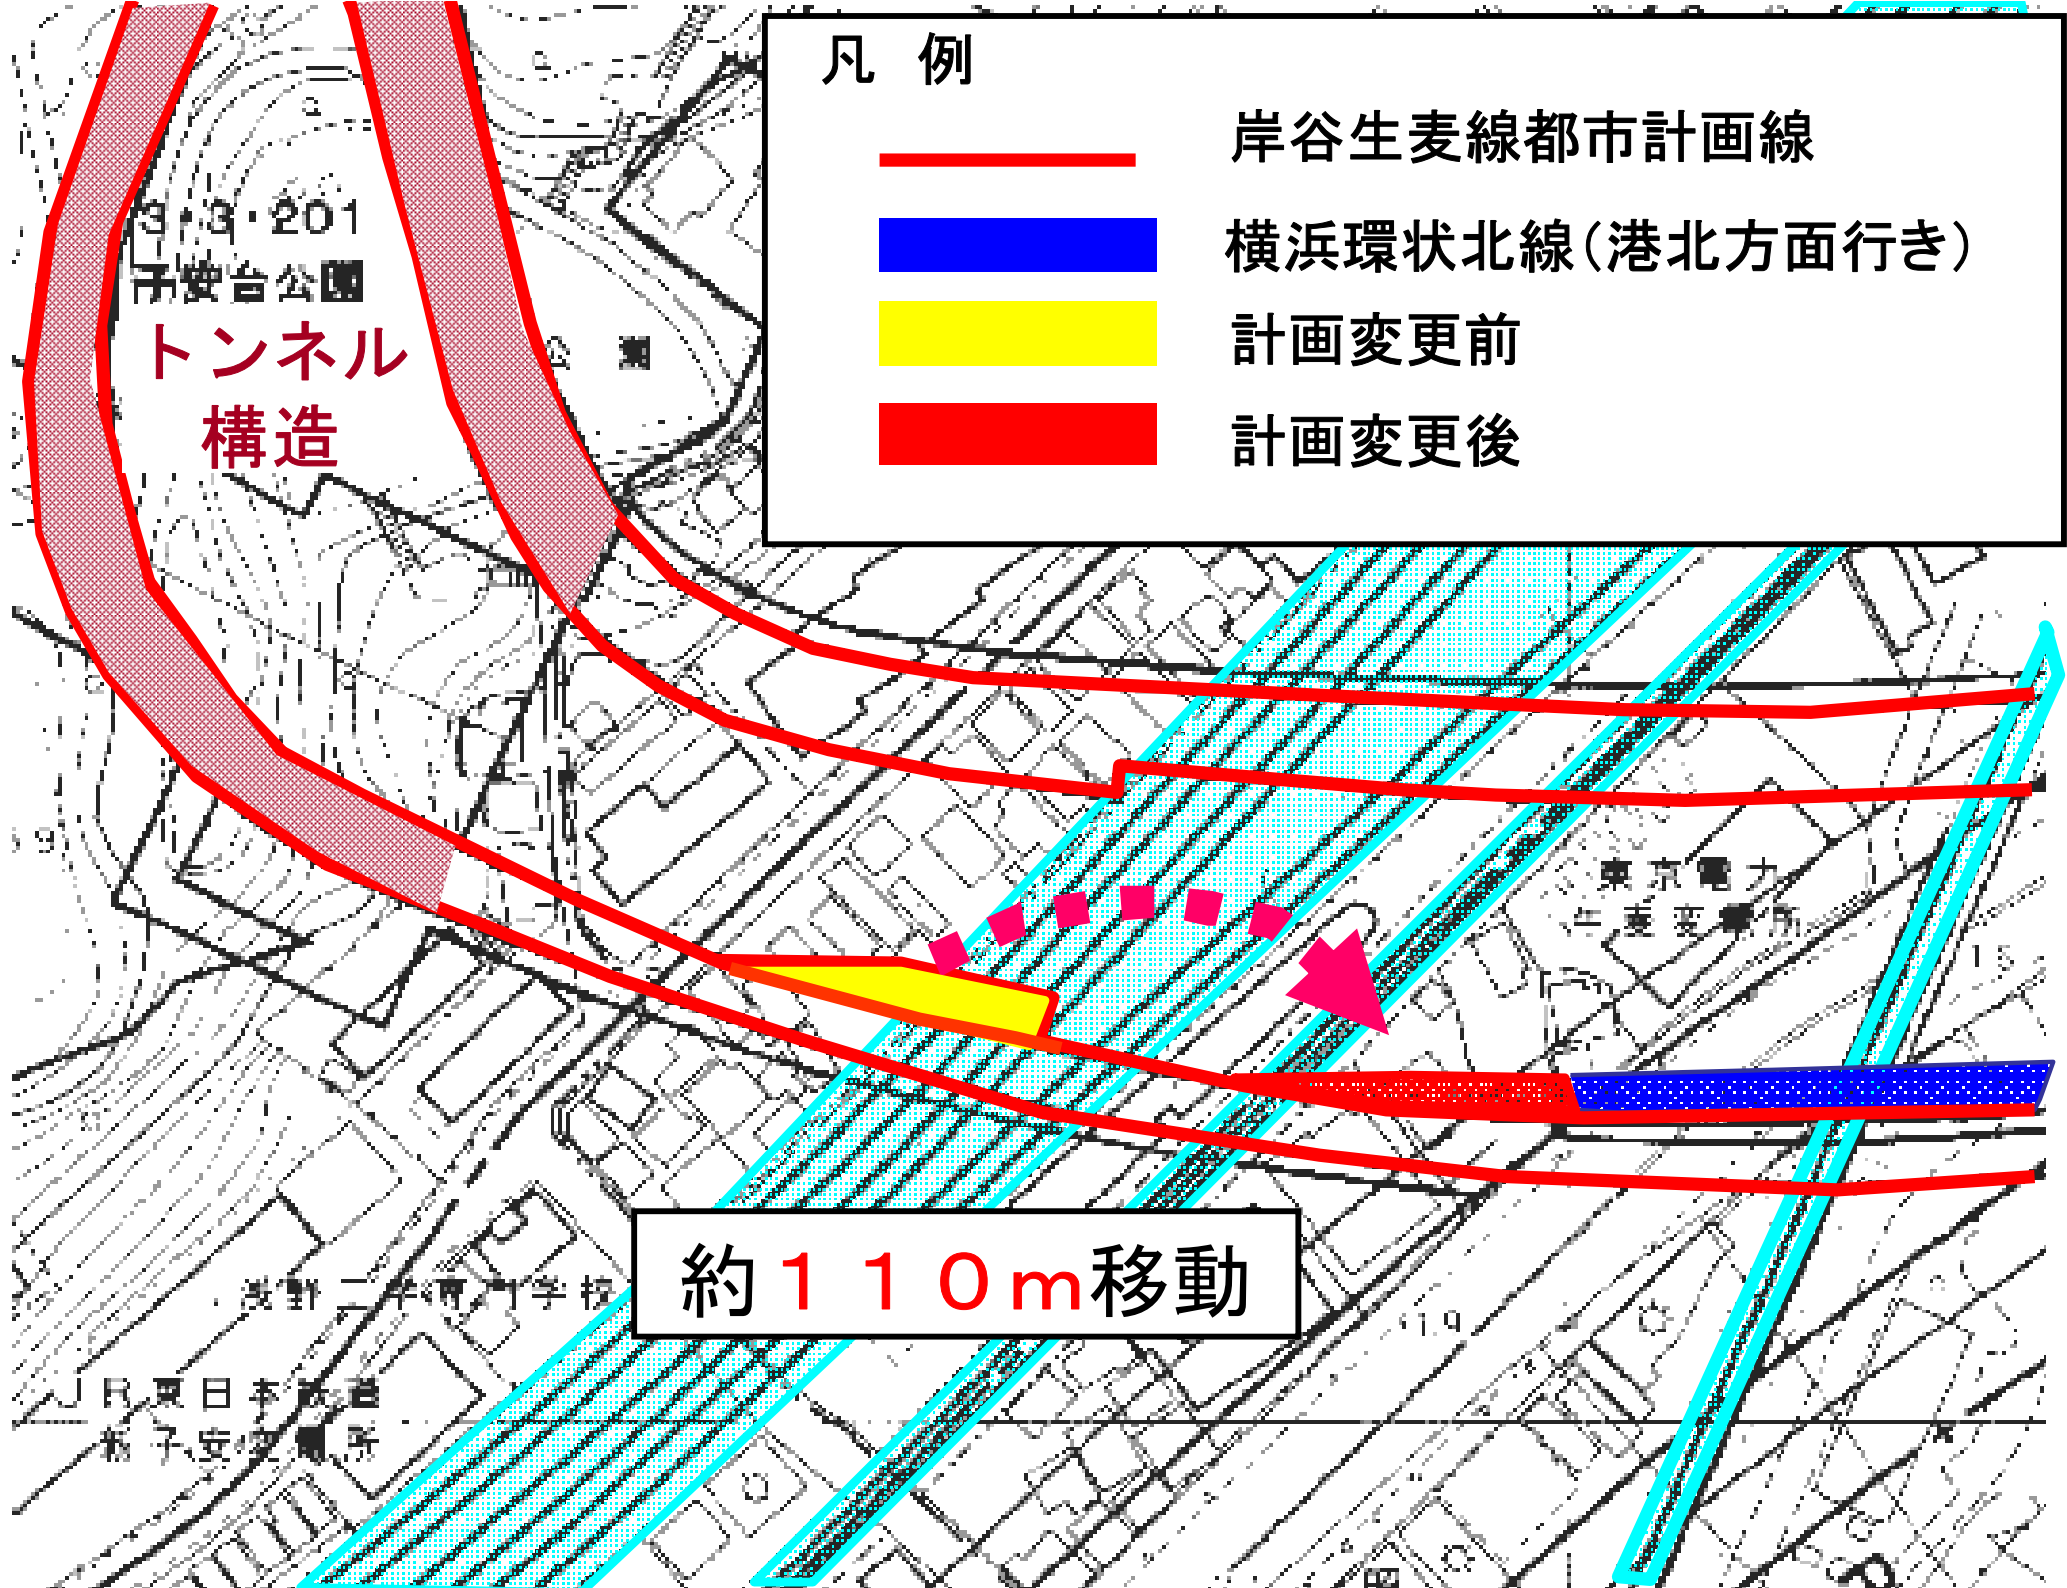 凡 例
岸谷生麦線都市計画線
横浜環状北線（港北方面行き）
計画変更前
計画変更後
3・3・201
子安台公園
トンネル
構造
公 園
東京電力
生麦変電所
15
約１１０ｍ移動
19
JR東日本鉄道
新子安変電所